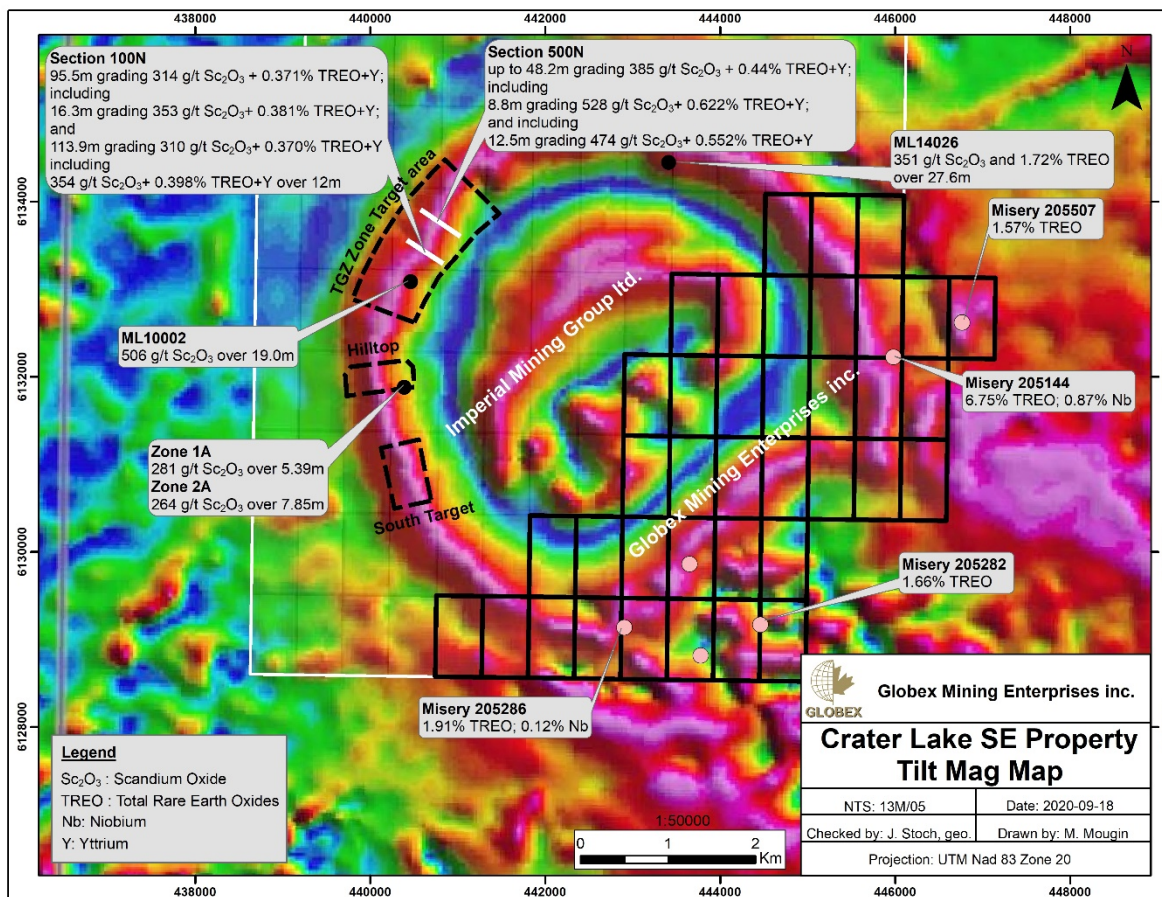 438000
440000
442000
444000
446000
448000
Section 100N
95.5m grading 314 g/t Sc₂O₃ + 0.371% TREO+Y;
including
16.3m grading 353 g/t Sc₂O₃ + 0.381% TREO+Y;
and
113.9m grading 310 g/t Sc₂O₃ + 0.370% TREO+Y
including
354 g/t Sc₂O₃+ 0.398% TREO+Y over 12m
Section 500N
up to 48.2m grading 385 g/t Sc₂O₃ + 0.44% TREO+Y;
including
8.8m grading 528 g/t Sc₂O₃+ 0.622% TREO+Y;
and including
12.5m grading 474 g/t Sc₂O₃+ 0.552% TREO+Y
N
ML14026
351 g/t Sc₂O₃ and 1.72% TREO
over 27.6m
6134000
6132000
6130000
6128000
TGZ Zone Target area
Misery 205507
1.57% TREO
ML10002
506 g/t Sc₂O₃ over 19.0m
Hilltop
Imperial Mining Group ltd.
Globex Mining Enterprises inc.
Misery 205144
6.75% TREO; 0.87% Nb
Zone 1A
281 g/t Sc₂O₃ over 5.39m
Zone 2A
264 g/t Sc₂O₃ over 7.85m
South Target
Misery 205282
1.66% TREO
Misery 205286
1.91% TREO; 0.12% Nb
Legend
Sc₂O₃ : Scandium Oxide
TREO : Total Rare Earth Oxides
Nb: Niobium
Y: Yttrium
1:50000
0 1 2
Km
GLOBEX
Globex Mining Enterprises inc.
Crater Lake SE Property
Tilt Mag Map
NTS: 13M/05
Date: 2020-09-18
Checked by: J. Stoch, geo.
Drawn by: M. Mougin
Projection: UTM Nad 83 Zone 20
438000
440000
442000
444000
446000
448000